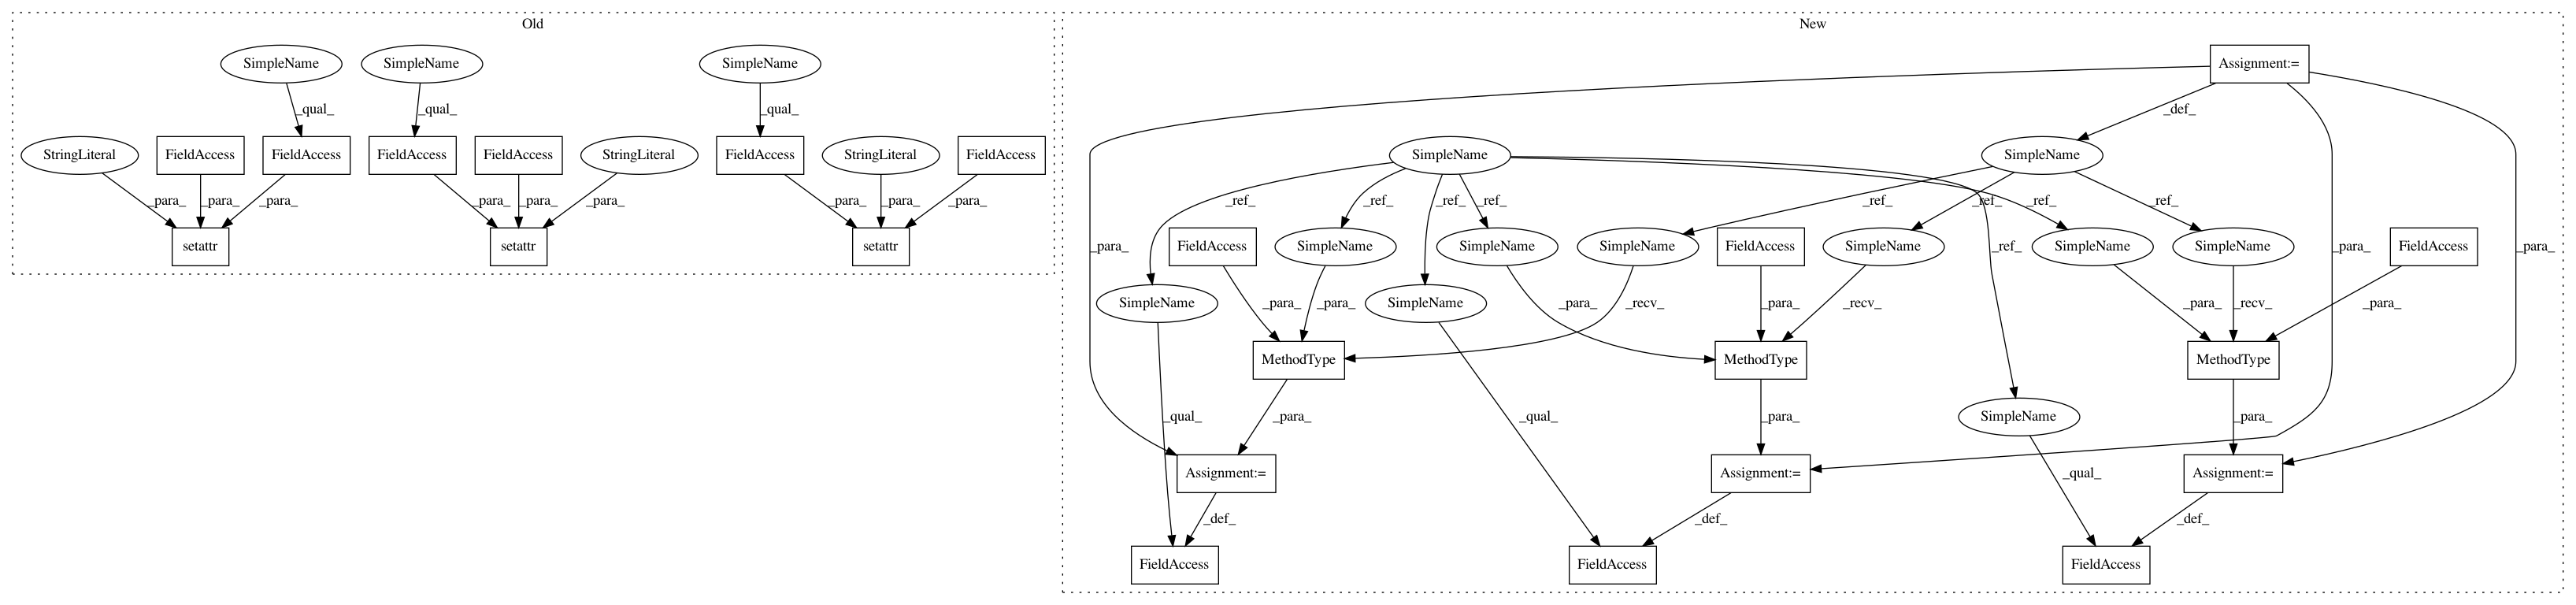 Old
New
SimpleName
SimpleName
SimpleName
Assignment:=
_qual_
_qual_
_qual_
_def_
StringLiteral
FieldAccess
FieldAccess
FieldAccess
FieldAccess
StringLiteral
FieldAccess
StringLiteral
FieldAccess
SimpleName
SimpleName
_para_
_para_
_para_
_para_
_para_
_para_
_para_
_para_
_para_
_ref_
_ref_
_ref_
_ref_
_ref_
_ref_
_ref_
_ref_
setattr
setattr
setattr
_para_
FieldAccess
SimpleName
SimpleName
SimpleName
FieldAccess
SimpleName
_ref_
SimpleName
SimpleName
_para_
FieldAccess
_para_
SimpleName
_para_
_para_
SimpleName
_para_
_recv_
_para_
_recv_
_para_
_recv_
_para_
MethodType
MethodType
MethodType
_qual_
_para_
_qual_
_para_
SimpleName
_para_
Assignment:=
Assignment:=
_qual_
Assignment:=
_def_
_def_
_def_
FieldAccess
FieldAccess
FieldAccess